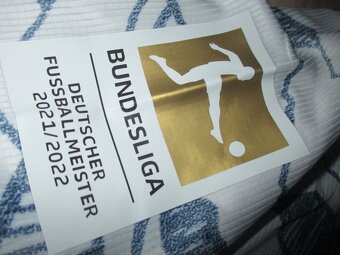 BUNDESLIGA
DEUTSCHER
FUSSBALLMEISTER
2021/2022